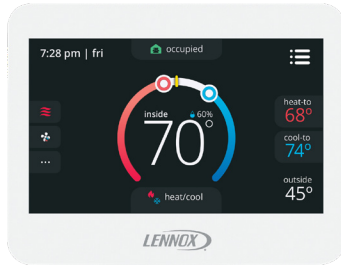 7:28 pm | fri
occupied
heat-to
68°
inside
60%
70°
cool-to
74°
outside
45°
heat/cool
LENNOX